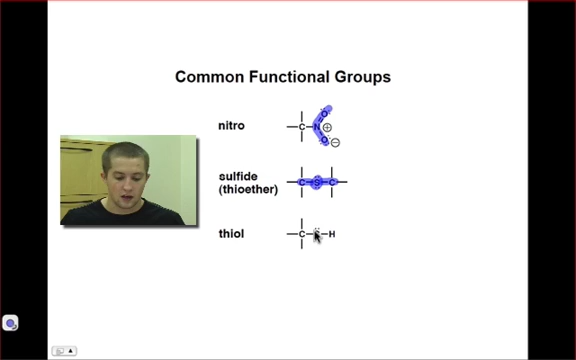 Common Functional Groups
nitro
C N O O + −
sulfide
(thioether)
C S C
thiol
C S H